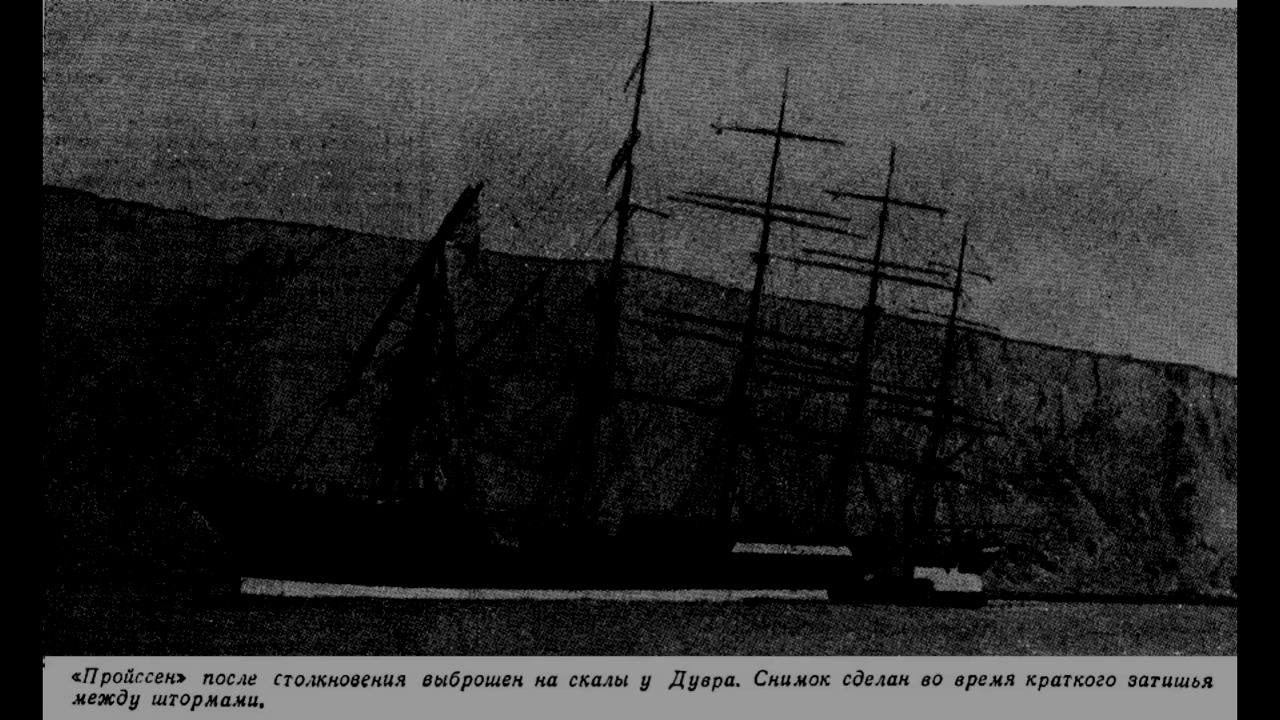 «Пройссен» после столкновения выброшен на скалы у Дувра. Снимок сделан во время краткого затишья
между штормами.